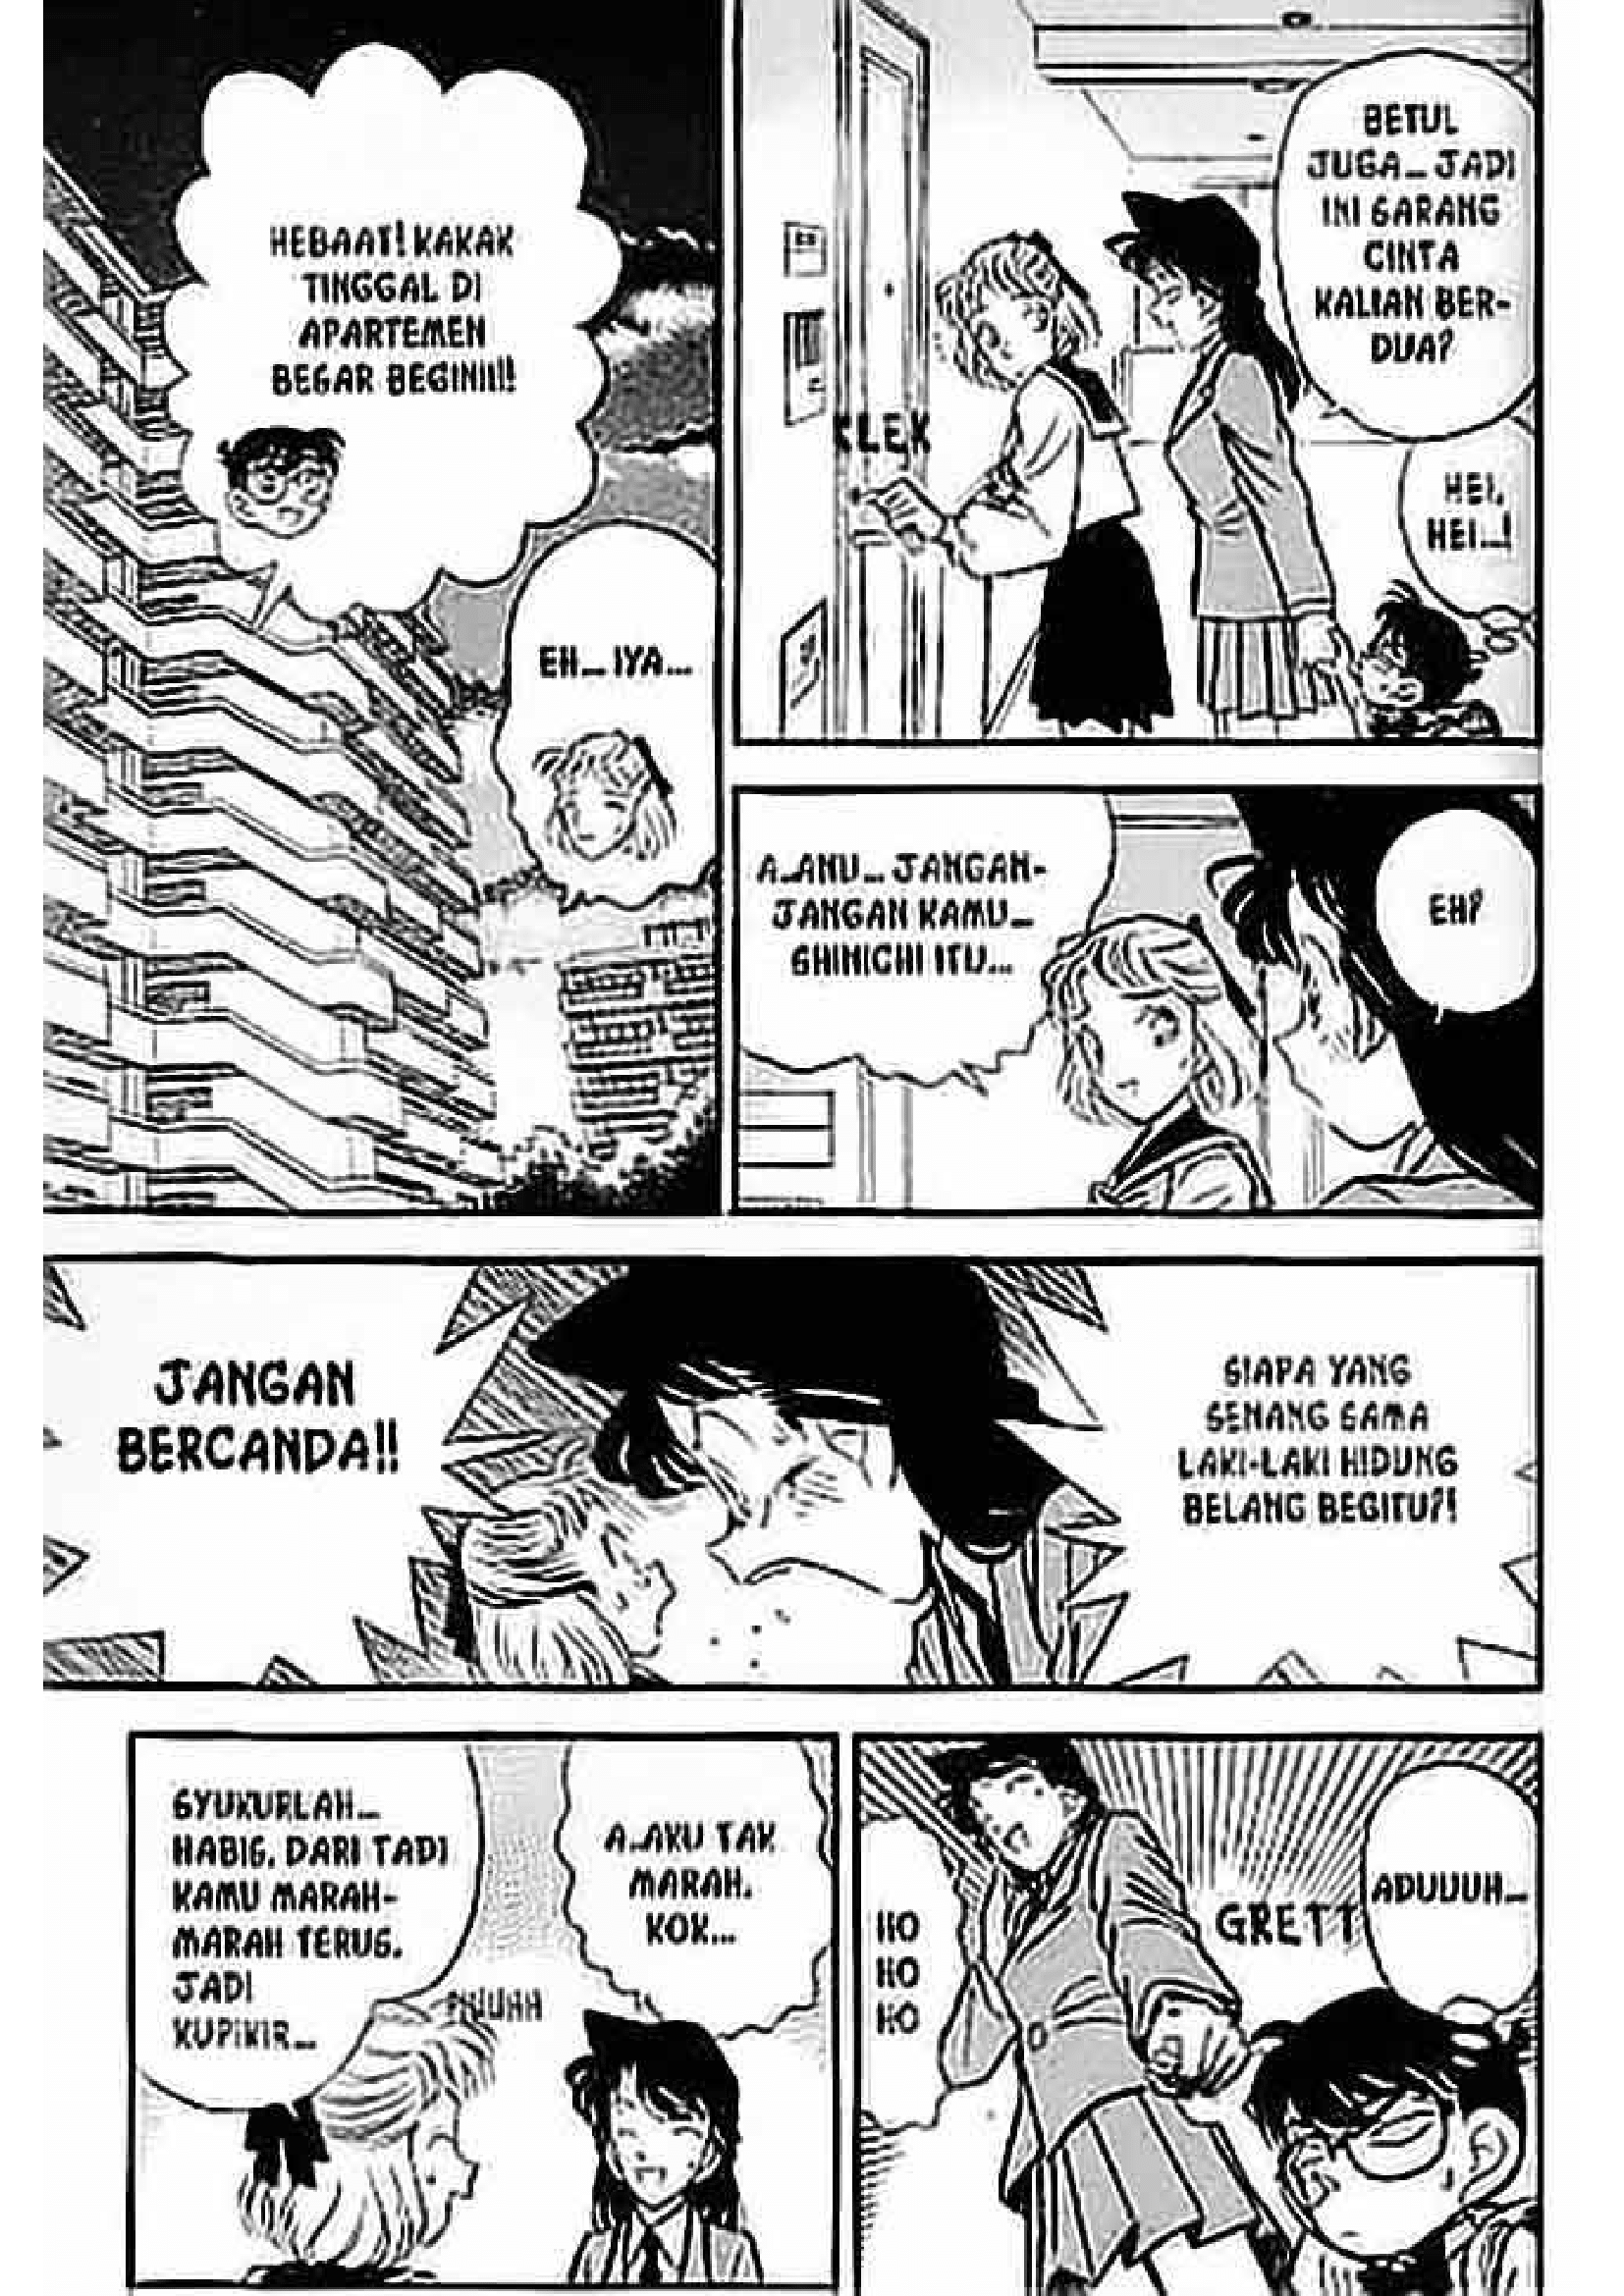 HEBAAT! KAKAK
TINGGAL DI
APARTEMEN
BESAR BEGINIII!!
EH... IYA...
BETUL
JUGA... JADI
INI SARANG
CINTA
KALIAN BER-
DUA?
HEI,
HEI...!
KLEK
A..ANU... JANGAN-
JANGAN KAMU...
SHINICHI ITU...
EH?
JANGAN
BERCANDA!!
SIAPA YANG
SENANG SAMA
LAKI-LAKI HIDUNG
BELANG BEGITU?!
SYUKURLAH...
HABIS, DARI TADI
KAMU MARAH-
MARAH TERUS.
JADI
KUPIKIR...
A..AKU TAK
MARAH,
KOK...
HO
HO
HO
GRETT
ADUUUH...